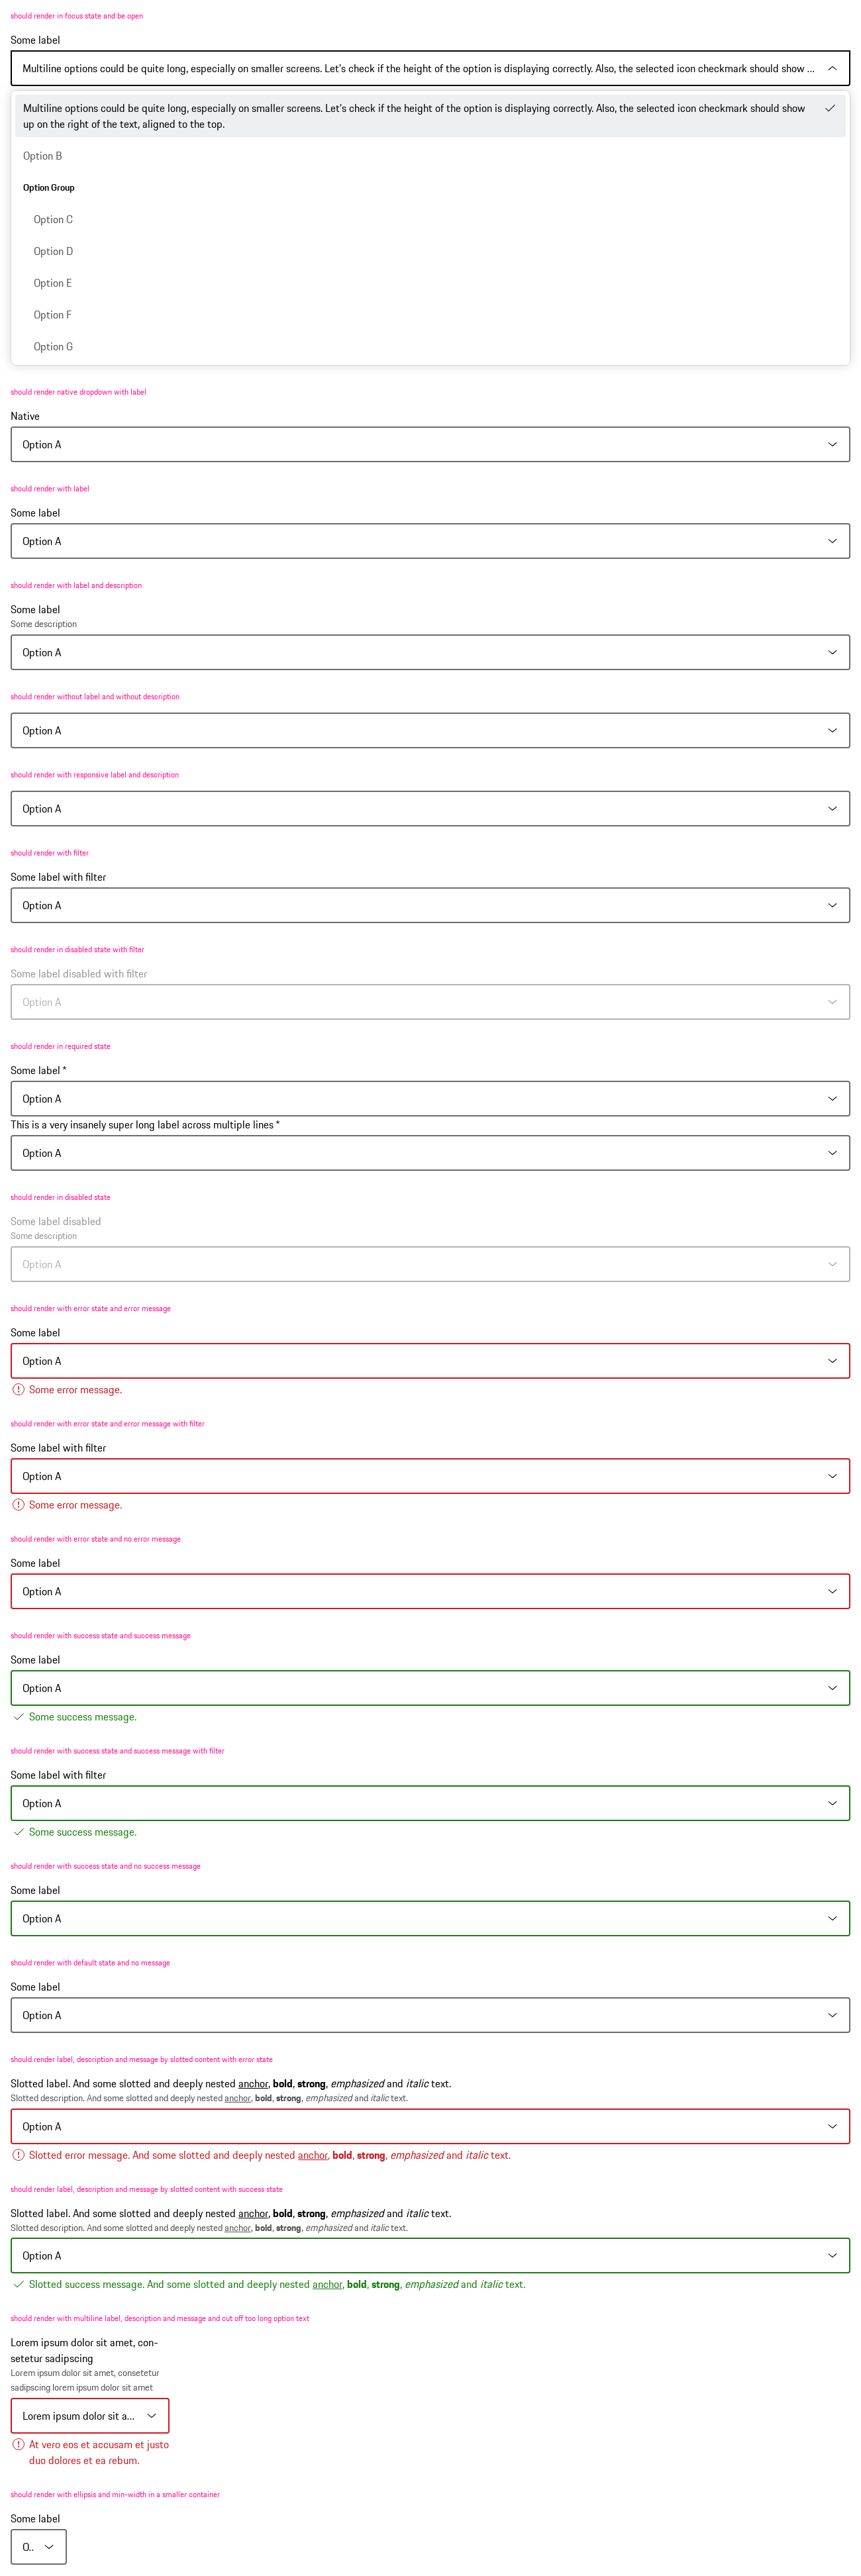 should render in focus state and be open
Some label
Multiline options could be quite long, especially on smaller screens. Let's check if the height of the option is displaying correctly. Also, the selected icon checkmark should show ...
Multiline options could be quite long, especially on smaller screens. Let's check if the height of the option is displaying correctly. Also, the selected icon checkmark should show
up on the right of the text, aligned to the top.
Option B
Option Group
Option C
Option D
Option E
Option F
Option G
should render native dropdown with label
Native
Option A
should render with label
Some label
Option A
should render with label and description
Some label
Some description
Option A
should render without label and without description
Option A
should render with responsive label and description
Option A
should render with filter
Some label with filter
Option A
should render in disabled state with filter
Some label disabled with filter
Option A
should render in required state
Some label *
Option A
This is a very insanely super long label across multiple lines *
Option A
should render in disabled state
Some label disabled
Some description
Option A
should render with error state and error message
Some label
Option A
Some error message.
should render with error state and error message with filter
Some label with filter
Option A
Some error message.
should render with error state and no error message
Some label
Option A
should render with success state and success message
Some label
Option A
Some success message.
should render with success state and success message with filter
Some label with filter
Option A
Some success message.
should render with success state and no success message
Some label
Option A
should render with default state and no message
Some label
Option A
should render label, description and message by slotted content with error state
Slotted label. And some slotted and deeply nested anchor, bold, strong, emphasized and italic text.
Slotted description. And some slotted and deeply nested anchor, bold, strong, emphasized and italic text.
Option A
Slotted error message. And some slotted and deeply nested anchor, bold, strong, emphasized and italic text.
should render label, description and message by slotted content with success state
Slotted label. And some slotted and deeply nested anchor, bold, strong, emphasized and italic text.
Slotted description. And some slotted and deeply nested anchor, bold, strong, emphasized and italic text.
Option A
Slotted success message. And some slotted and deeply nested anchor, bold, strong, emphasized and italic text.
should render with multiline label, description and message and cut off too long option text
Lorem ipsum dolor sit amet, con-
setetur sadipscing
Lorem ipsum dolor sit amet, consetetur
sadipscing lorem ipsum dolor sit amet
Lorem ipsum dolor sit a...
At vero eos et accusam et justo
duo dolores et ea rebum.
should render with ellipsis and min-width in a smaller container
Some label
O..